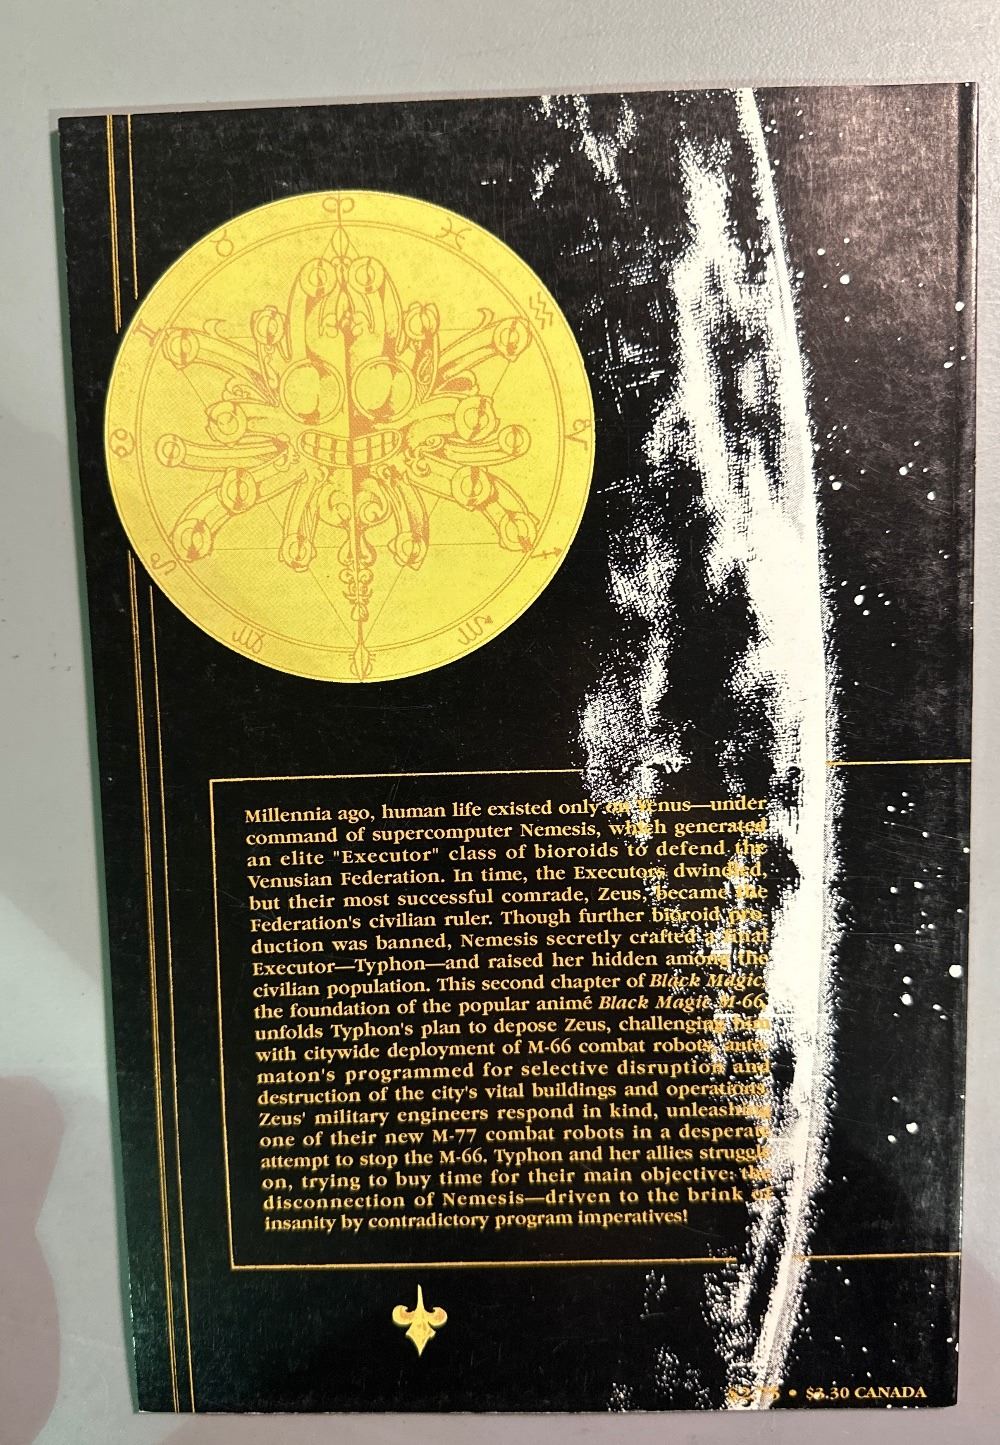 Millennia ago, human life existed only on Venus—under
command of supercomputer Nemesis, which generated
an elite "Executor" class of bioroids to defend the
Venusian Federation. In time, the Executors dwindled,
but their most successful comrade, Zeus, became the
Federation's civilian ruler. Though further bioroid pro-
duction was banned, Nemesis secretly crafted a final
Executor—Typhon—and raised her hidden among the
civilian population. This second chapter of Black Magic,
the foundation of the popular animé Black Magic M-66,
unfolds Typhon's plan to depose Zeus, challenging him
with citywide deployment of M-66 combat robots, auto-
maton's programmed for selective disruption and
destruction of the city's vital buildings and operations.
Zeus' military engineers respond in kind, unleashing
one of their new M-77 combat robots in a desperate
attempt to stop the M-66. Typhon and her allies struggle
on, trying to buy time for their main objective: the
disconnection of Nemesis—driven to the brink of
insanity by contradictory program imperatives!
• $3.30 CANADA